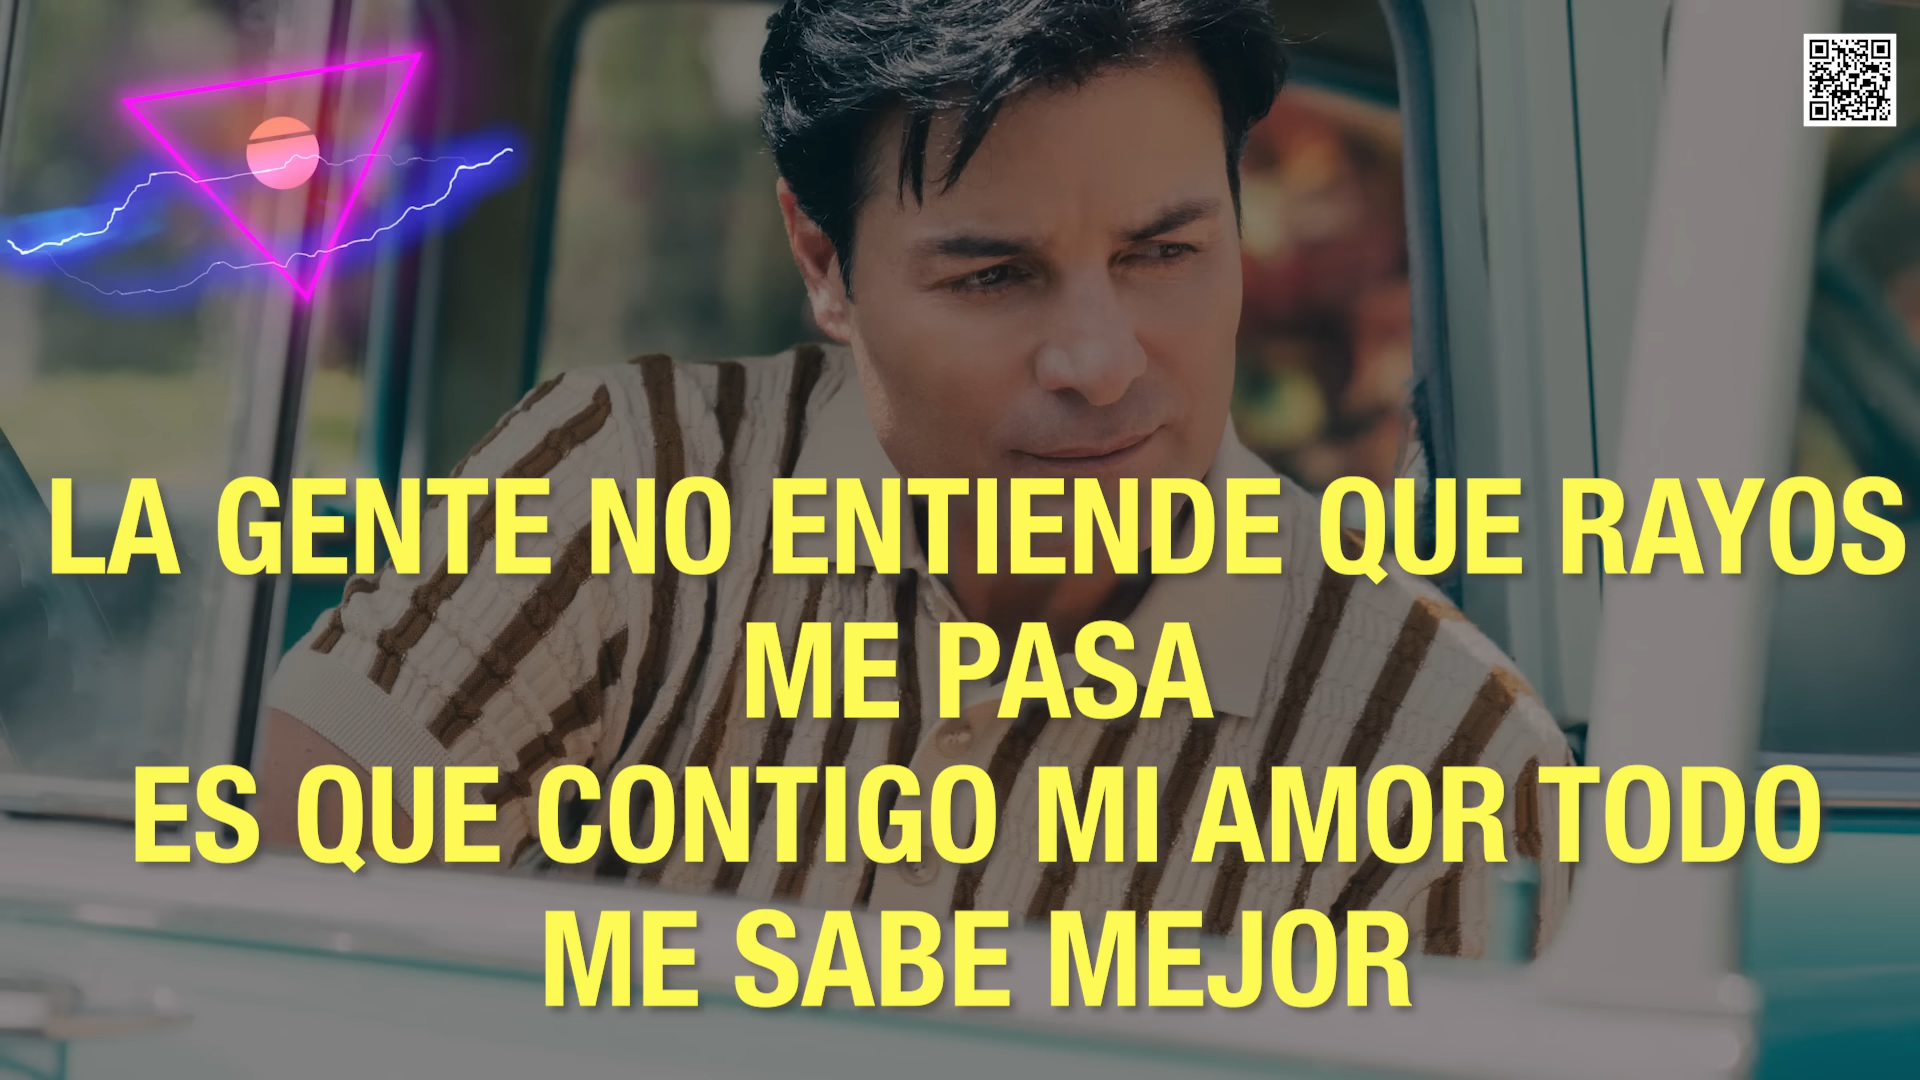 LA GENTE NO ENTIENDE QUE RAYOS
ME PASA
ES QUE CONTIGO MI AMOR TODO
ME SABE MEJOR